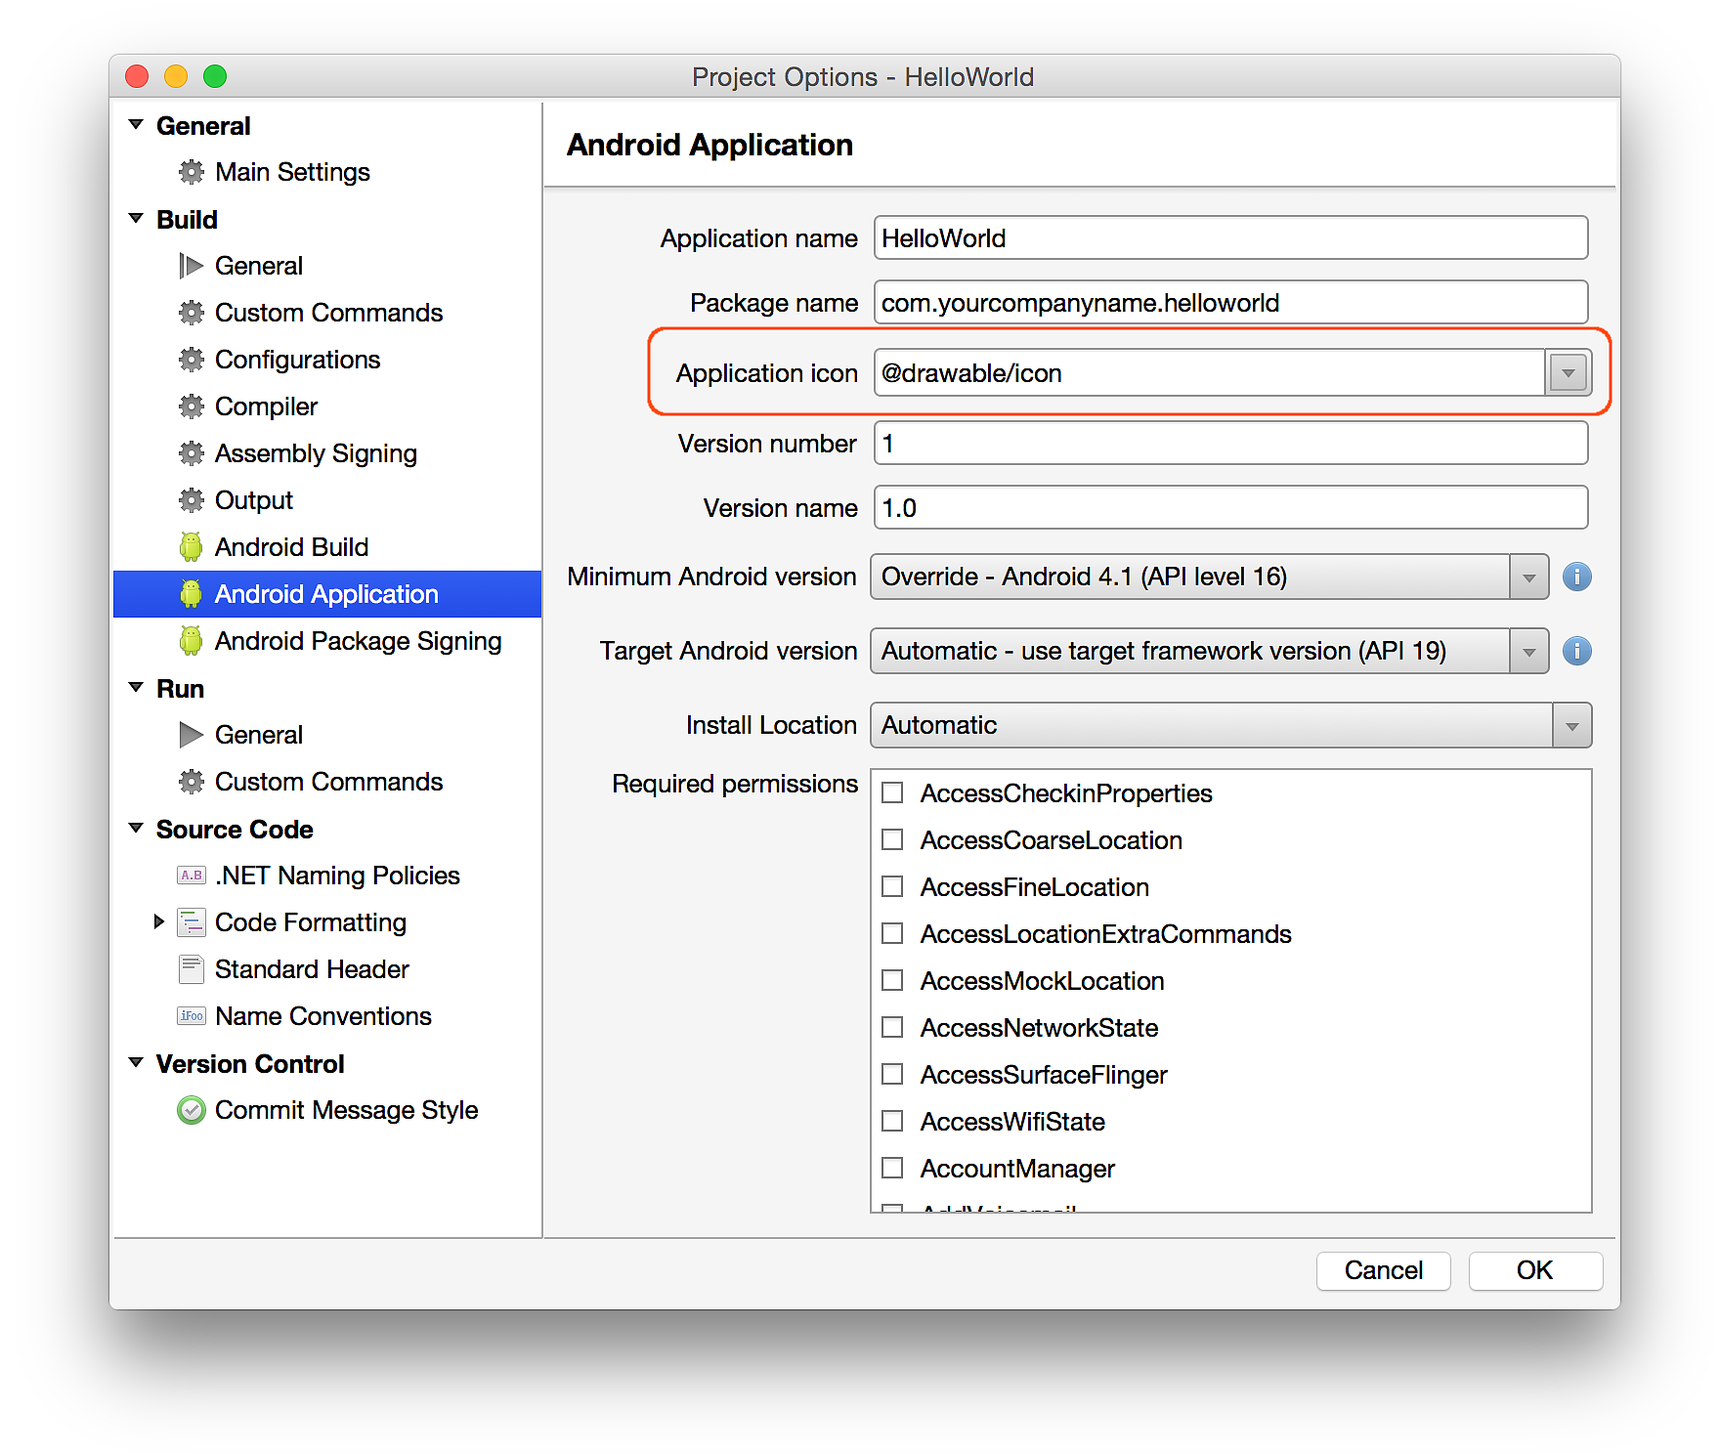 Project Options - HelloWorld
General
Main Settings
Build
General
Custom Commands
Configurations
Compiler
Assembly Signing
Output
Android Build
Android Application
Android Package Signing
Run
General
Custom Commands
Source Code
A.B .NET Naming Policies
Code Formatting
Standard Header
iFoo Name Conventions
Version Control
Commit Message Style
Android Application
Application name HelloWorld
Package name com.yourcompanyname.helloworld
Application icon @drawable/icon
Version number 1
Version name 1.0
Minimum Android version Override - Android 4.1 (API level 16) i
Target Android version Automatic - use target framework version (API 19) i
Install Location Automatic
Required permissions AccessCheckinProperties
AccessCoarseLocation
AccessFineLocation
AccessLocationExtraCommands
AccessMockLocation
AccessNetworkState
AccessSurfaceFlinger
AccessWifiState
AccountManager
AddVoicemail
Cancel OK